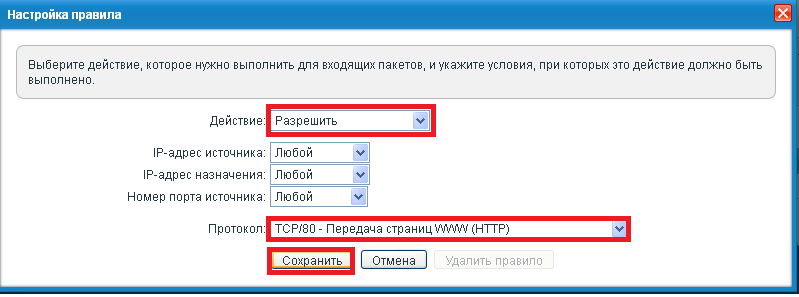 Настройка правила
Выберите действие, которое нужно выполнить для входящих пакетов, и укажите условия, при которых это действие должно быть
выполнено.
Действие: Разрешить
IP-адрес источника: Любой
IP-адрес назначения: Любой
Номер порта источника: Любой
Протокол: TCP/80 - Передача страниц WWW (HTTP)
Сохранить Отмена Удалить правило